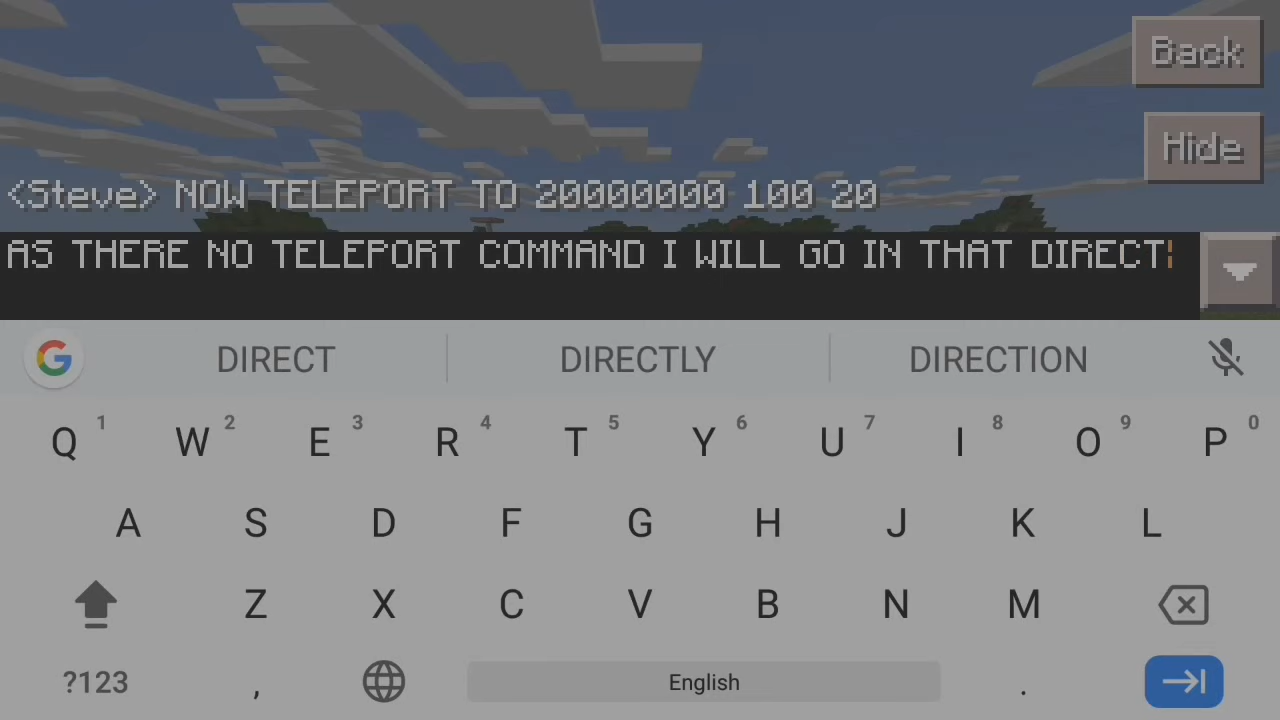 Back
Hide
<Steve> NOW TELEPORT TO 20000000 100 20
AS THERE NO TELEPORT COMMAND I WILL GO IN THAT DIRECT
G DIRECT DIRECTLY DIRECTION
Q 1 W 2 E 3 R 4 T 5 Y 6 U 7 I 8 O 9 P 0
A S D F G H J K L
Z X C V B N M
?123 , English .